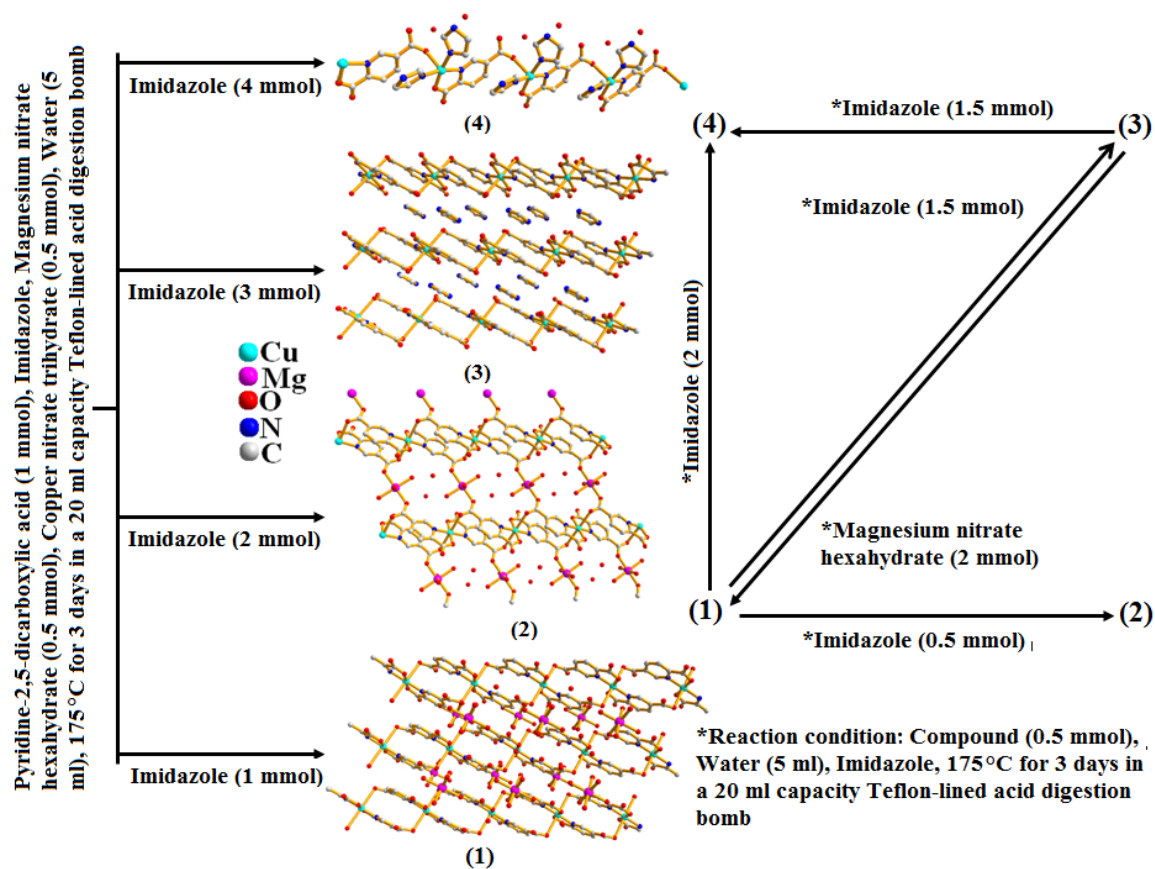 Pyridine-2,5-dicarboxylic acid (1 mmol), Imidazole, Magnesium nitrate
hexahydrate (0.5 mmol), Copper nitrate trihydrate (0.5 mmol), Water (5
ml), 175°C for 3 days in a 20 ml capacity Teflon-lined acid digestion bomb
Imidazole (4 mmol)
(4)
Imidazole (3 mmol)
(3)
Cu
Mg
O
N
C
Imidazole (2 mmol)
(2)
Imidazole (1 mmol)
(1)
(4)
*Imidazole (1.5 mmol)
(3)
*Imidazole (1.5 mmol)
*Imidazole (2 mmol)
*Magnesium nitrate
hexahydrate (2 mmol)
(1)
(2)
*Imidazole (0.5 mmol)
*Reaction condition: Compound (0.5 mmol),
Water (5 ml), Imidazole, 175°C for 3 days in
a 20 ml capacity Teflon-lined acid digestion
bomb